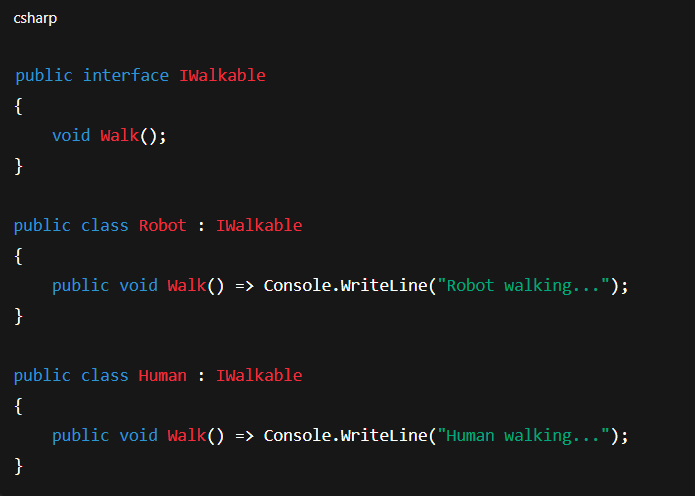 csharp
public interface IWalkable
{
    void Walk();
}
public class Robot : IWalkable
{
    public void Walk() => Console.WriteLine("Robot walking...");
}
public class Human : IWalkable
{
    public void Walk() => Console.WriteLine("Human walking...");
}